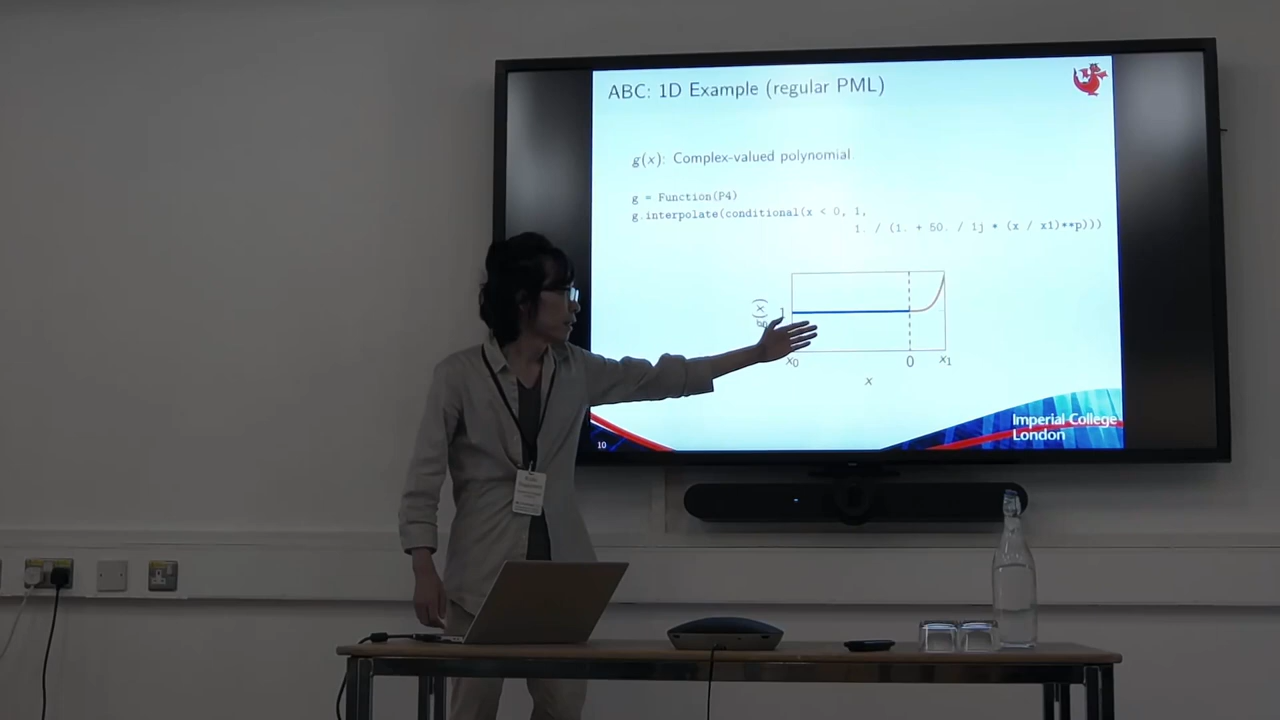 ABC: 1D Example (regular PML)
g(x): Complex-valued polynomial
g = Function(P4)
g.interpolate(conditional(x < 0, 1,
1. / (1. + 50. / 1j * (x / x1)**p)))
g(x)
1
x0 0 x1
x
Imperial College
London
10